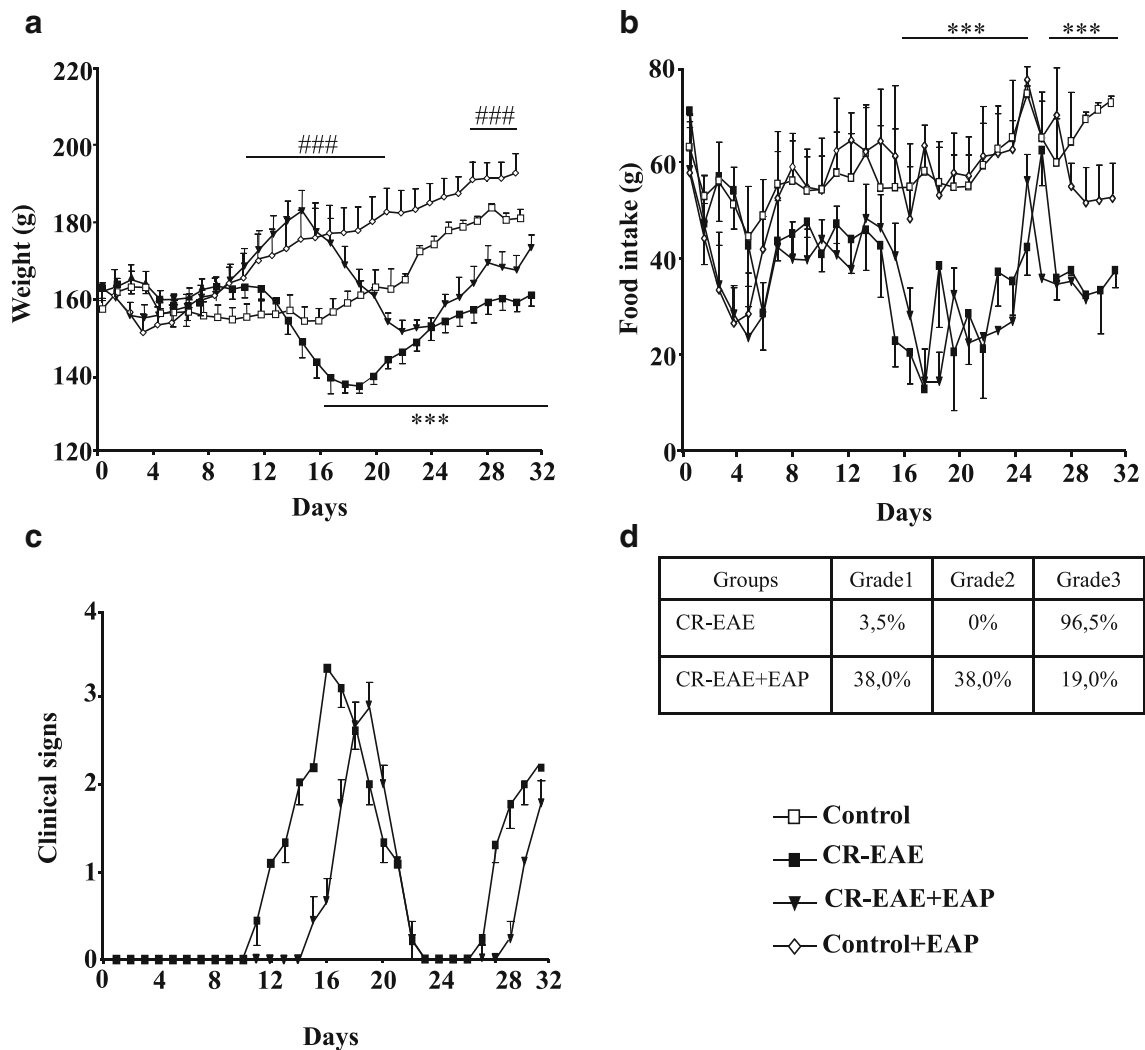 a
220
200
180
160
140
120
Weight (g)
###
###
***
0 4 8 12 16 20 24 28 32
Days
b
80
60
40
20
0
Food intake (g)
***
***
0 4 8 12 16 20 24 28 32
Days
c
4
3
2
1
0
Clinical signs
0 4 8 12 16 20 24 28 32
Days
d
Groups Grade1 Grade2 Grade3
CR-EAE 3,5% 0% 96,5%
CR-EAE+EAP 38,0% 38,0% 19,0%
Control
CR-EAE
CR-EAE+EAP
Control+EAP